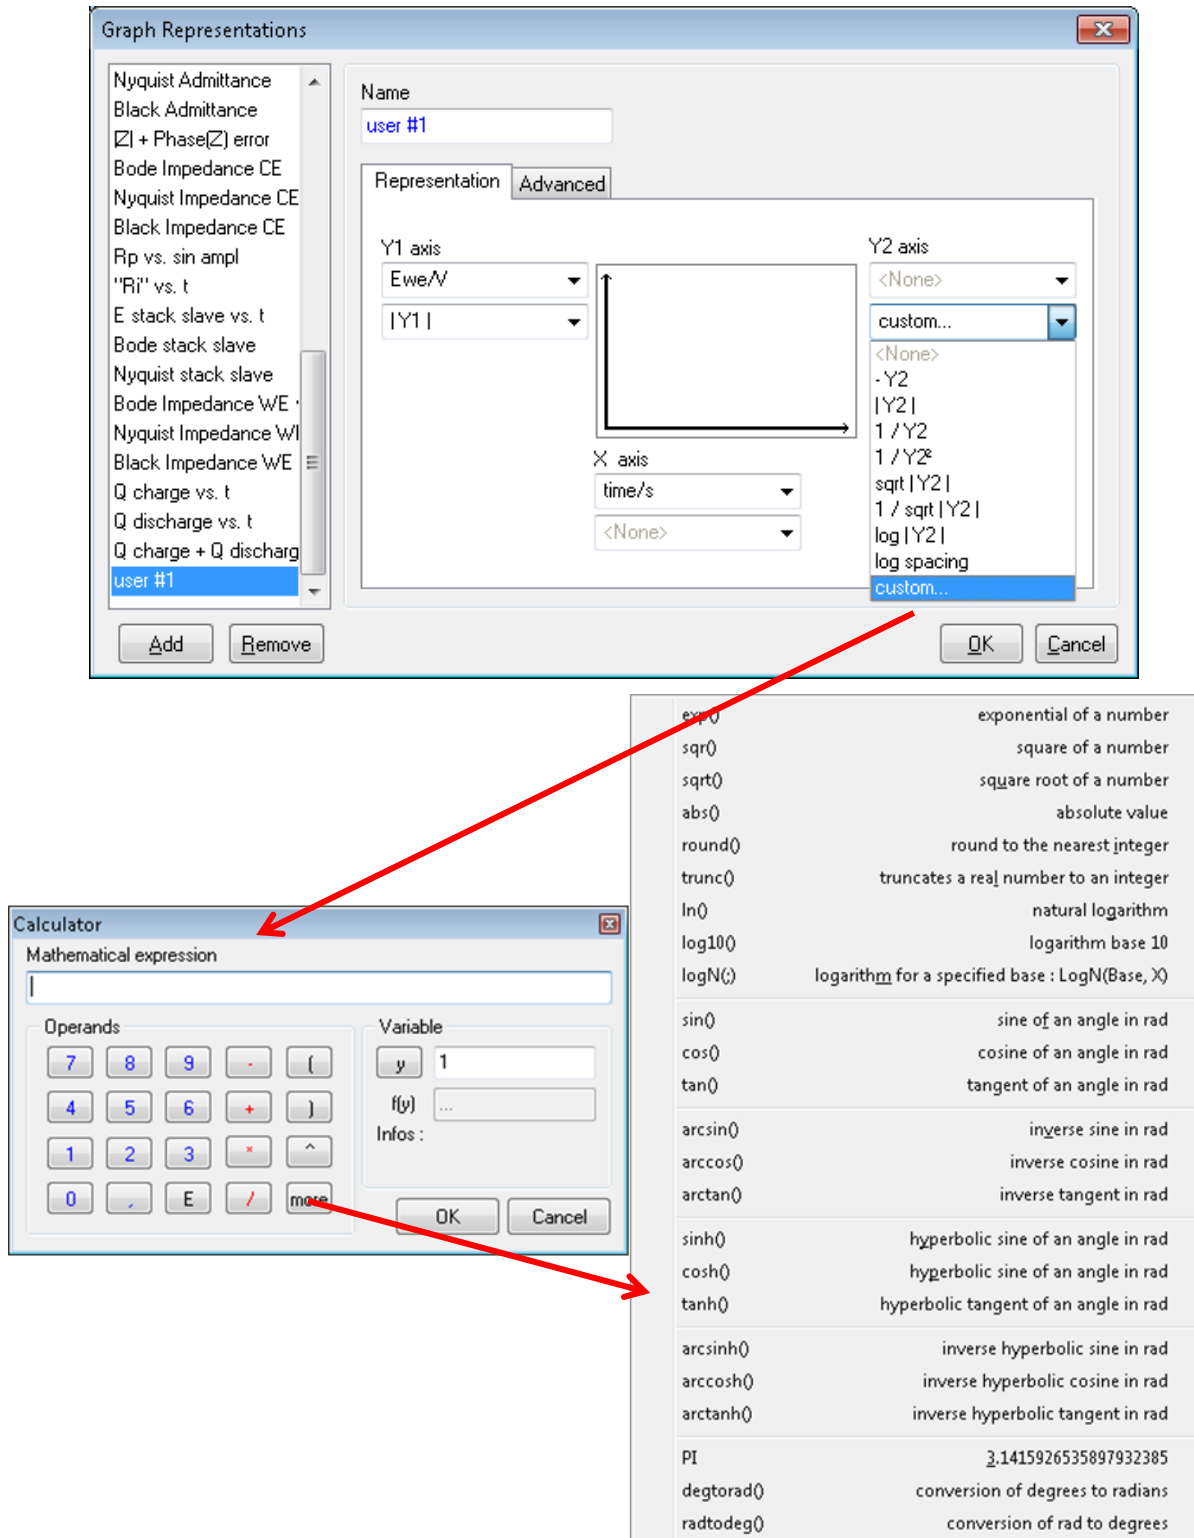 Graph Representations
Nyquist Admittance
Black Admittance
|Z| + Phase(Z) error
Bode Impedance CE
Nyquist Impedance CE
Black Impedance CE
Rp vs. sin ampl
"Ri" vs. t
E stack slave vs. t
Bode stack slave
Nyquist stack slave
Bode Impedance WE
Nyquist Impedance WI
Black Impedance WE
Q charge vs. t
Q discharge vs. t
Q charge + Q discharg
user #1
Add
Remove
Name
user #1
Representation
Advanced
Y1 axis
Ewe/V
|Y1 |
X axis
time/s
<None>
Y2 axis
<None>
custom...
<None>
- Y2
|Y2 |
1 / Y2
1 / Y2²
sqrt |Y2 |
1 / sqrt |Y2 |
log |Y2 |
log spacing
custom...
OK
Cancel
Calculator
Mathematical expression
Operands
7 8 9 - (
4 5 6 + )
1 2 3 * ^
0 , E / more
Variable
y 1
f(y) ...
Infos :
OK
Cancel
exp() exponential of a number
sqr() square of a number
sqrt() square root of a number
abs() absolute value
round() round to the nearest integer
trunc() truncates a real number to an integer
ln() natural logarithm
log10() logarithm base 10
logN(;) logarithm for a specified base : LogN(Base, X)
sin() sine of an angle in rad
cos() cosine of an angle in rad
tan() tangent of an angle in rad
arcsin() inverse sine in rad
arccos() inverse cosine in rad
arctan() inverse tangent in rad
sinh() hyperbolic sine of an angle in rad
cosh() hyperbolic sine of an angle in rad
tanh() hyperbolic tangent of an angle in rad
arcsinh() inverse hyperbolic sine in rad
arccosh() inverse hyperbolic cosine in rad
arctanh() inverse hyperbolic tangent in rad
PI 3.1415926535897932385
degtorad() conversion of degrees to radians
radtodeg() conversion of rad to degrees